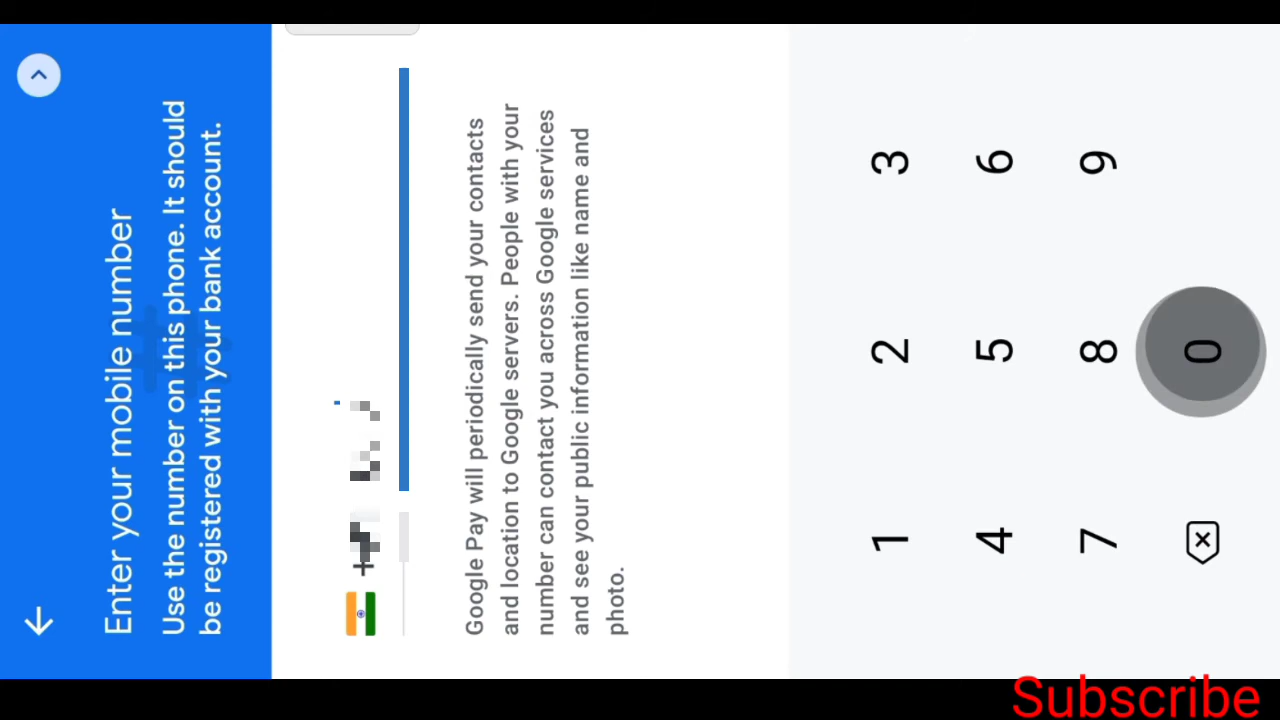 Enter your mobile number
Use the number on this phone. It should
be registered with your bank account.
+
Google Pay will periodically send your contacts
and location to Google servers. People with your
number can contact you across Google services
and see your public information like name and
photo.
1 2 3
4 5 6
7 8 9
0
Subscribe